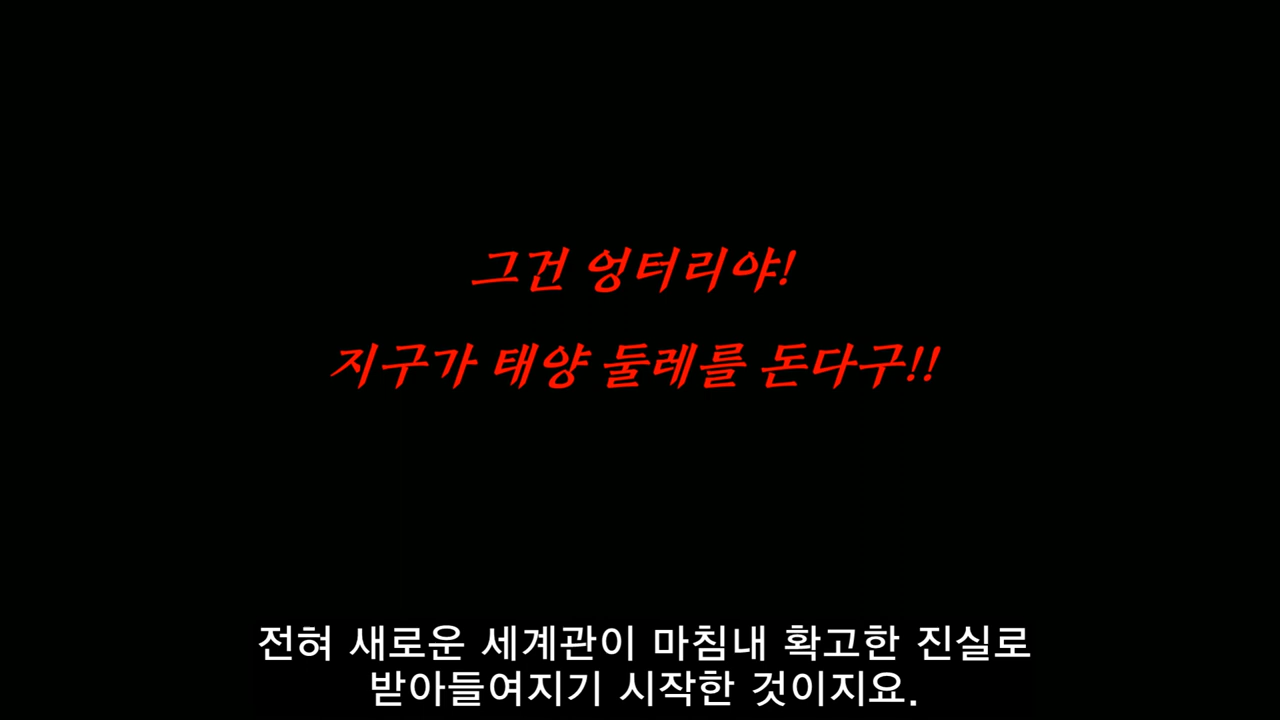 그건 엉터리야!
지구가 태양 둘레를 돈다구!!
전혀 새로운 세계관이 마침내 확고한 진실로
받아들여지기 시작한 것이지요.